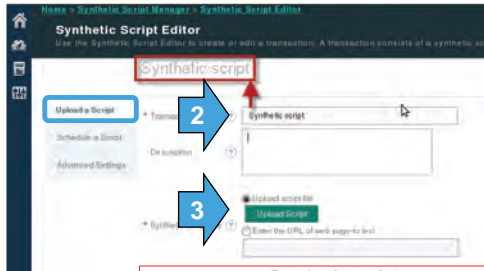 Home > Synthetic Script Manager > Synthetic Script Editor
Synthetic Script Editor
Use the Synthetic Script Editor to create or edit a transaction. A transaction consists of a synthetic
Synthetic script
Upload a Script
2
Synthetic script
Schedule a Script
Description
Advanced Settings
3
Upload script file
Upload Script
Enter the URL of web page to test